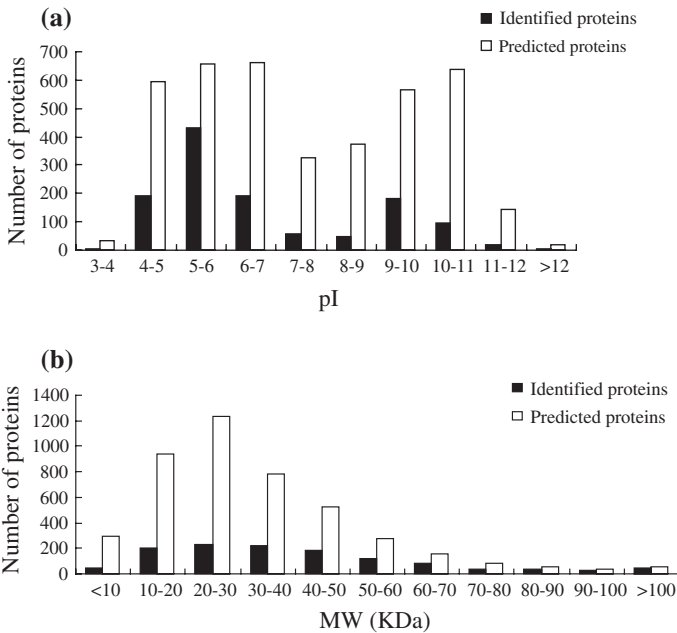 (a)
Identified proteins
Predicted proteins
Number of proteins
700
600
500
400
300
200
100
0
3-4 4-5 5-6 6-7 7-8 8-9 9-10 10-11 11-12 >12
pI
(b)
Identified proteins
Predicted proteins
Number of proteins
1400
1200
1000
800
600
400
200
0
<10 10-20 20-30 30-40 40-50 50-60 60-70 70-80 80-90 90-100 >100
MW (KDa)